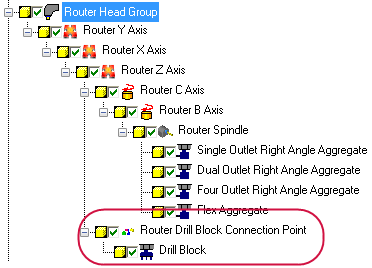 Router Head Group
Router Y Axis
Router X Axis
Router Z Axis
Router C Axis
Router B Axis
Router Spindle
Single Outlet Right Angle Aggregate
Dual Outlet Right Angle Aggregate
Four Outlet Right Angle Aggregate
Flex Aggregate
Router Drill Block Connection Point
Drill Block